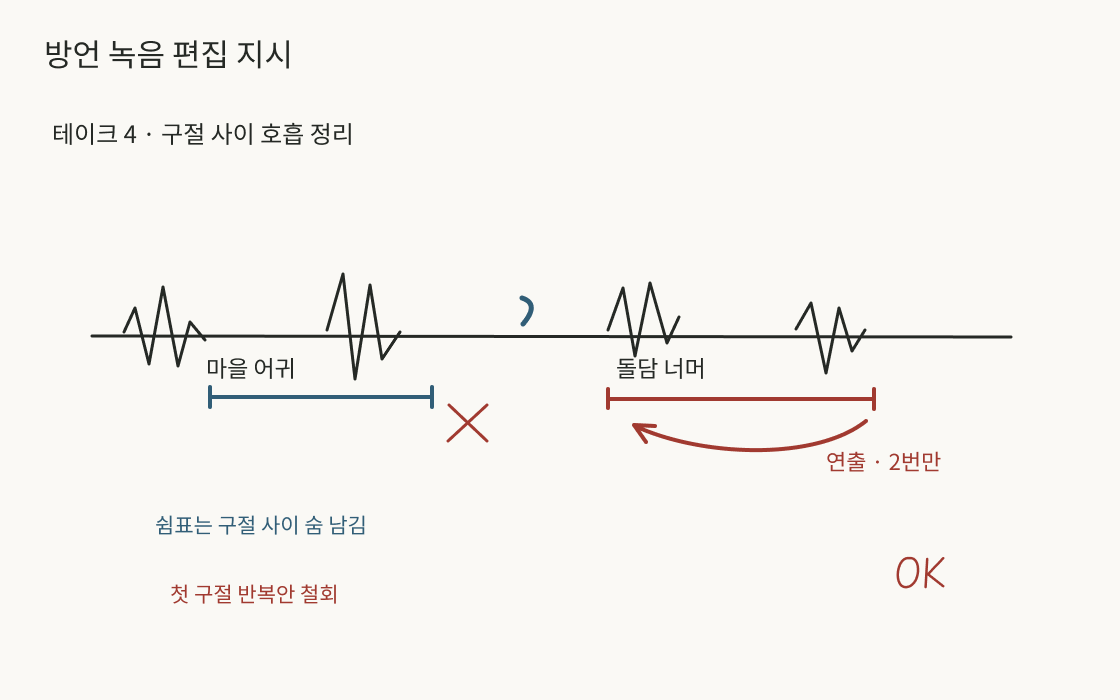 방언 녹음 편집 지시
테이크 4 · 구절 사이 호흡 정리
,
마을 어귀
돌담 너머
연출 · 2번만
쉼표는 구절 사이 숨 남김
OK
첫 구절 반복안 철회